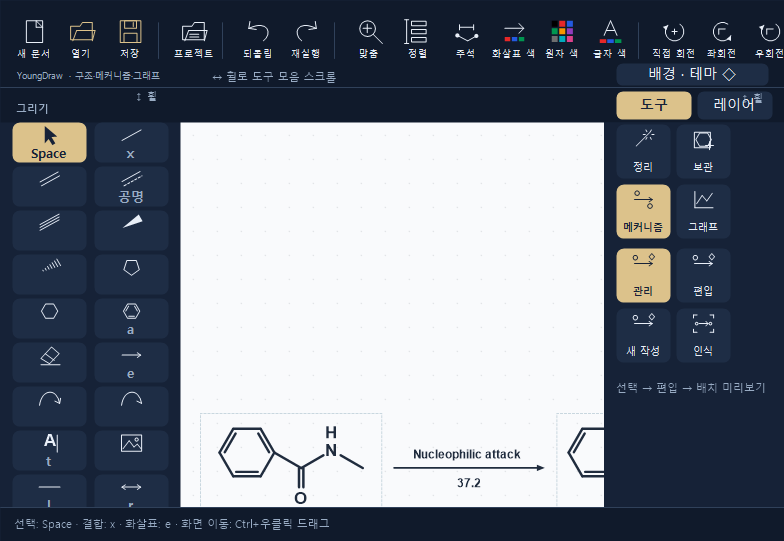 새 문서 열기 저장 프로젝트 되돌림 재실행 맞춤 정렬 주석 화살표 색 원자 색 글자 색 직접 회전 좌회전 우회전
YoungDraw · 구조·메커니즘·그래프 ↔ 휠로 도구 모음 스크롤
배경 · 테마 ◇
그리기
↕ 휠
도구 레이어
↕ 휠
Space
x
공명
a
e
A
t
r
정리 보관
메커니즘 그래프
관리 편입
새 작성 인식
선택 → 편입 → 배치 미리보기
H
N
O
Nucleophilic attack
37.2
선택: Space · 결합: x · 화살표: e · 화면 이동: Ctrl+우클릭 드래그